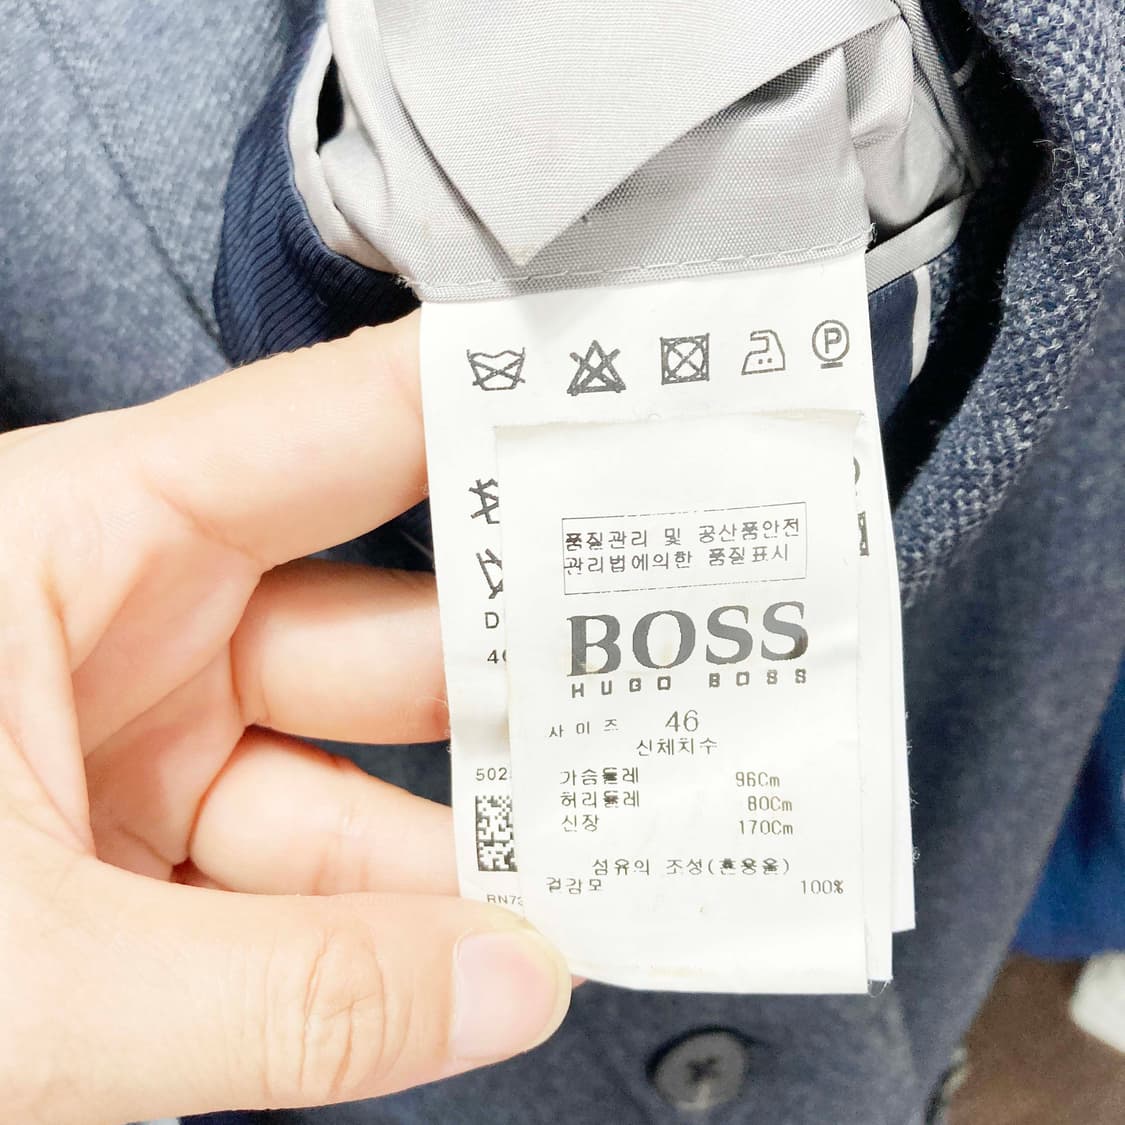 P
품질관리 및 공산품안전
관리법에의한 품질표시
BOSS
HUGO BOSS
사이즈 46
신체치수
가슴둘레 96Cm
허리둘레 80Cm
신장 170Cm
섬유의 조성(혼용율)
겉감모 100%